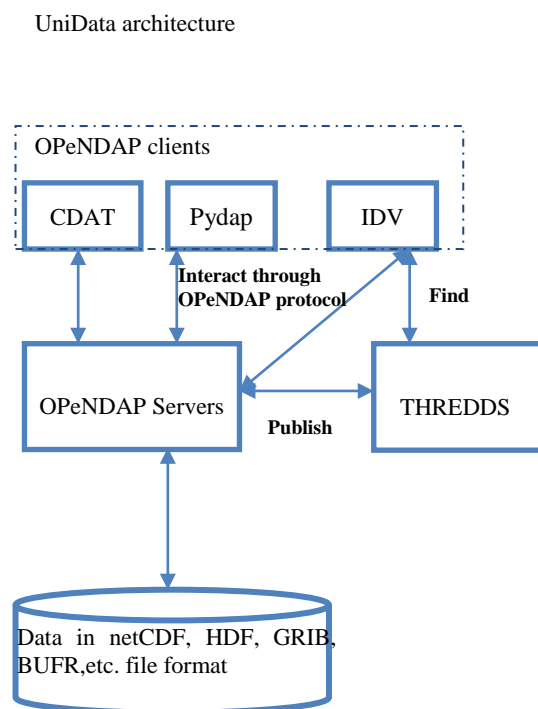 UniData architecture
OPeNDAP clients
CDAT
Pydap
IDV
Interact through
OPeNDAP protocol
Find
OPeNDAP Servers
THREDDS
Publish
Data in netCDF, HDF, GRIB,
BUFR,etc. file format